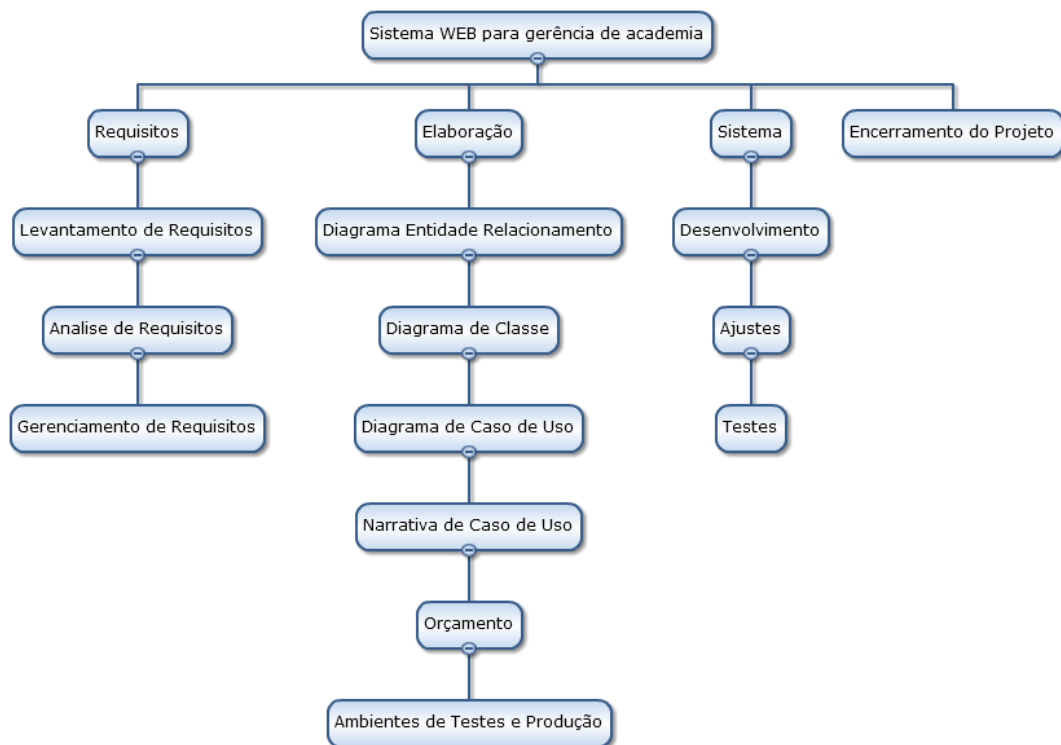 Sistema WEB para gerência de academia
Requisitos
Elaboração
Sistema
Encerramento do Projeto
Levantamento de Requisitos
Diagrama Entidade Relacionamento
Desenvolvimento
Analise de Requisitos
Diagrama de Classe
Ajustes
Gerenciamento de Requisitos
Diagrama de Caso de Uso
Testes
Narrativa de Caso de Uso
Orçamento
Ambientes de Testes e Produção